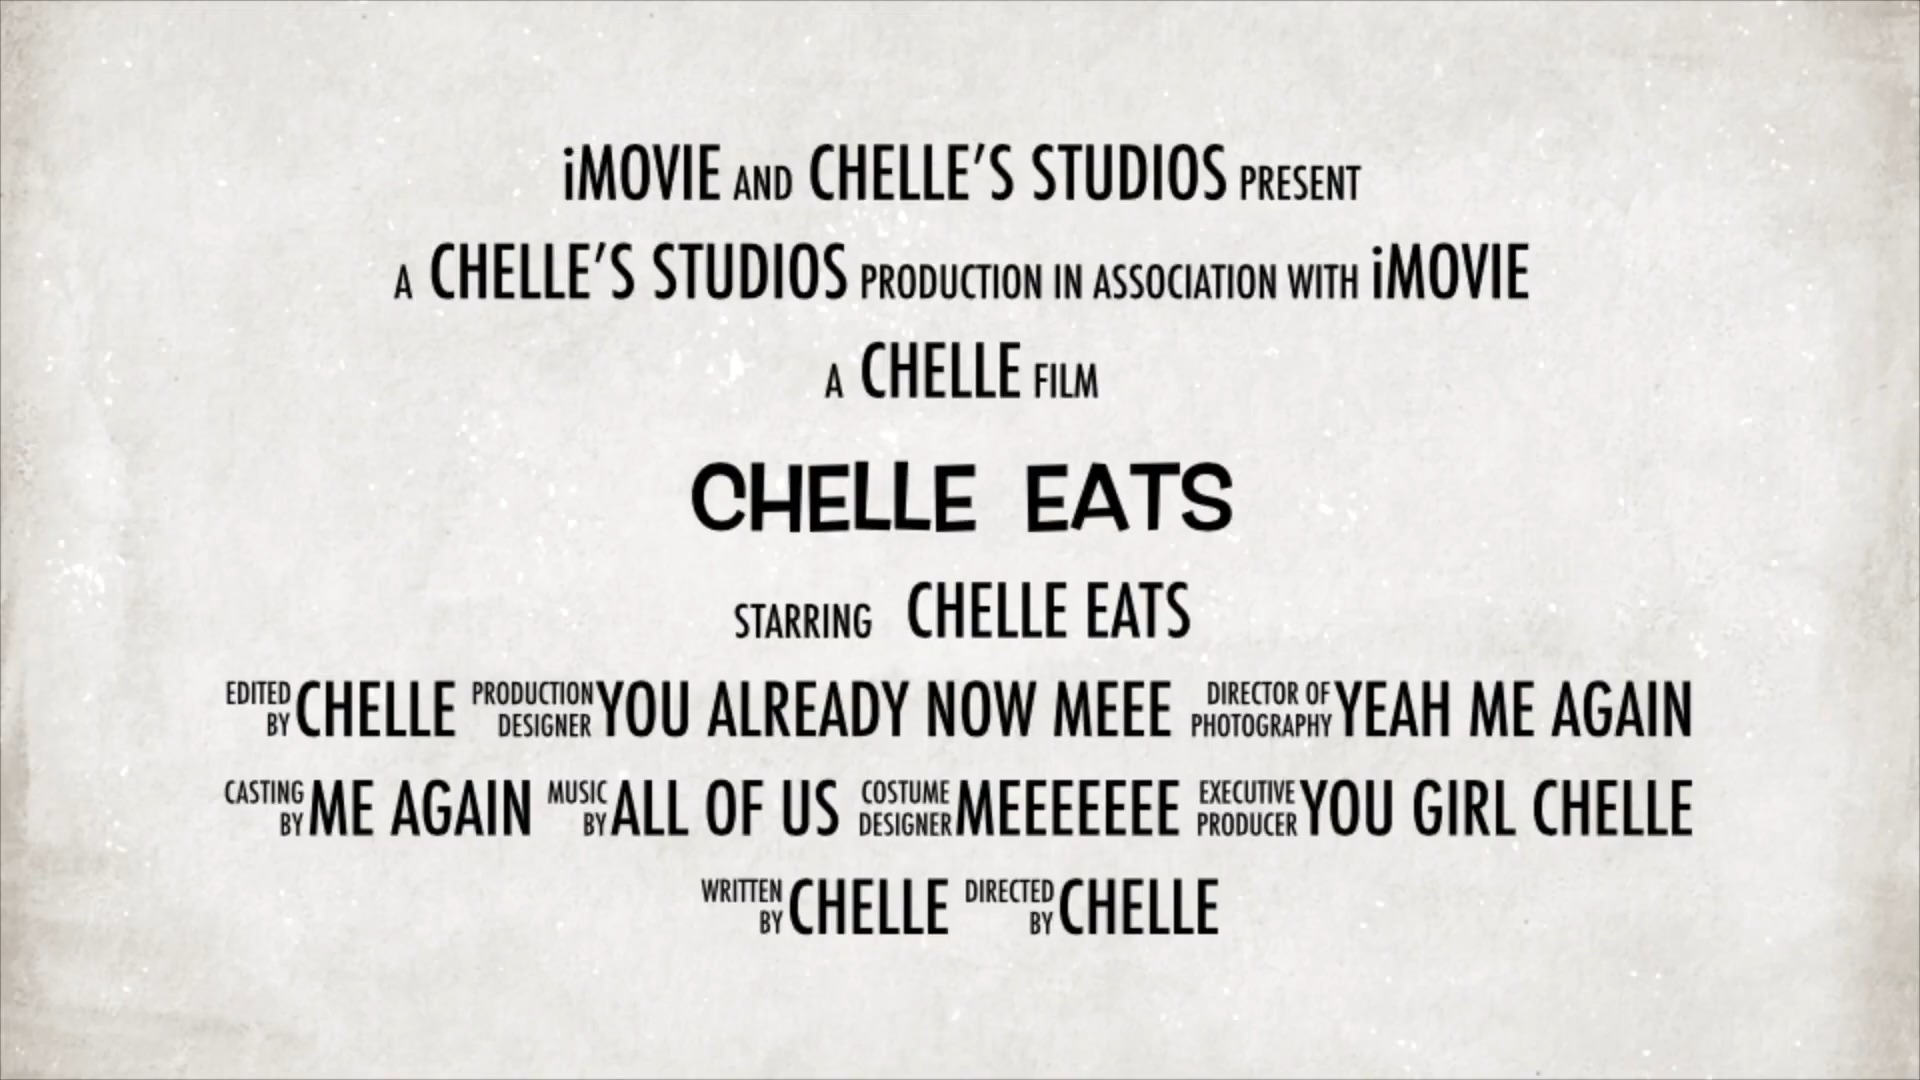 iMOVIE AND CHELLE'S STUDIOS PRESENT
A CHELLE'S STUDIOS PRODUCTION IN ASSOCIATION WITH iMOVIE
A CHELLE FILM
CHELLE EATS
STARRING CHELLE EATS
EDITED BY CHELLE PRODUCTION DESIGNER YOU ALREADY NOW MEEE DIRECTOR OF PHOTOGRAPHY YEAH ME AGAIN
CASTING BY ME AGAIN MUSIC BY ALL OF US COSTUME DESIGNER MEEEEEEE EXECUTIVE PRODUCER YOU GIRL CHELLE
WRITTEN BY CHELLE DIRECTED BY CHELLE